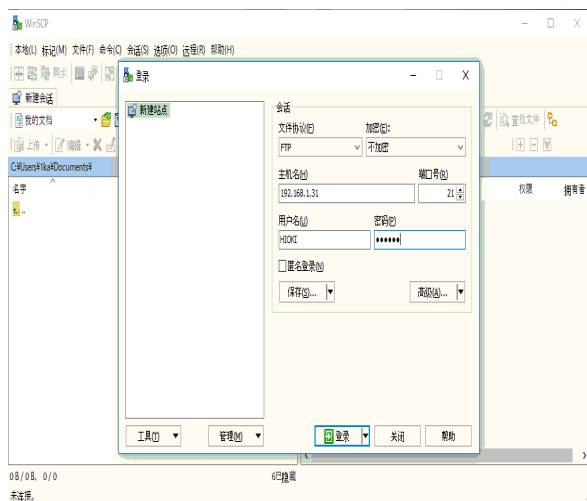 WinSCP
本地(L) 标记(M) 文件(F) 命令(C) 会话(S) 选项(O) 远程(R) 帮助(H)
同步
新建会话
我的文档
查找文件
上传 编辑
C:¥Users¥1ka¥Documents¥
名字
权限 拥有者
..
登录
新建站点
会话
文件协议(F) 加密(E):
FTP 不加密
主机名(H) 端口号(R)
192.168.1.31 21
用户名(U) 密码(P)
HIOKI ●●●●●●
匿名登录(N)
保存(S)... 高级(A)...
工具(T) 管理(M) 登录 关闭 帮助
0B/0B, 0/0 6已隐藏
未连接。